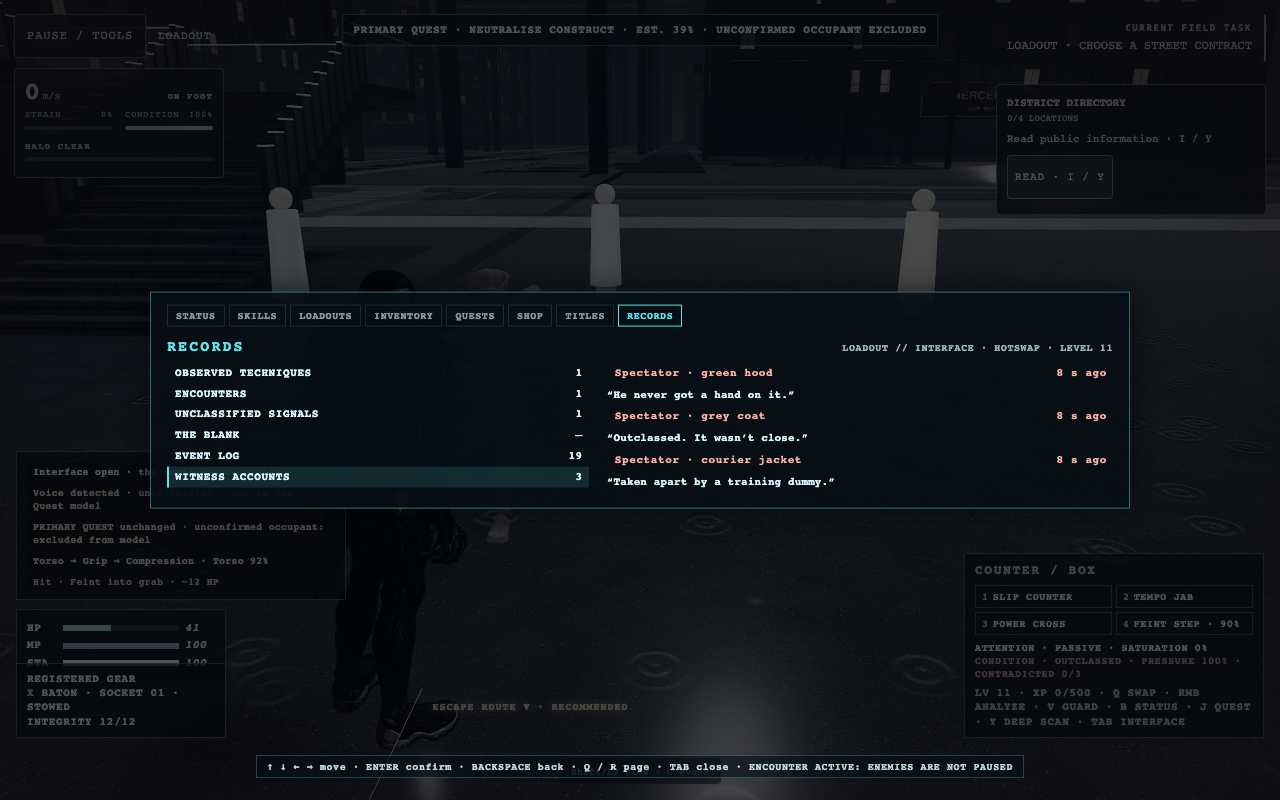 PAUSE / TOOLS
LOADOUT
PRIMARY QUEST · NEUTRALISE CONSTRUCT · EST. 39% · UNCONFIRMED OCCUPANT EXCLUDED
CURRENT FIELD TASK
LOADOUT · CHOOSE A STREET CONTRACT
0 m/s
ON FOOT
STRAIN 0%
CONDITION 100%
HALO CLEAR
DISTRICT DIRECTORY
0/4 LOCATIONS
Read public information · I / Y
READ · I / Y
STATUS
SKILLS
LOADOUTS
INVENTORY
QUESTS
SHOP
TITLES
RECORDS
RECORDS
LOADOUT // INTERFACE · HOTSWAP · LEVEL 11
OBSERVED TECHNIQUES 1
ENCOUNTERS 1
UNCLASSIFIED SIGNALS 1
THE BLANK —
EVENT LOG 19
WITNESS ACCOUNTS 3
Spectator · green hood 8 s ago
“He never got a hand on it.”
Spectator · grey coat 8 s ago
“Outclassed. It wasn’t close.”
Spectator · courier jacket 8 s ago
“Taken apart by a training dummy.”
Interface open · 
Voice detected · 
Quest model
PRIMARY QUEST unchanged · unconfirmed occupant:
excluded from model
Torso → Grip → Compression · Torso 92%
Hit · Feint into grab · −12 HP
HP 41
MP 100
STA 100
REGISTERED GEAR
X BATON · SOCKET 01 ·
STOWED
INTEGRITY 12/12
ESCAPE ROUTE ▼ · RECOMMENDED
COUNTER / BOX
1 SLIP COUNTER
2 TEMPO JAB
3 POWER CROSS
4 FEINT STEP · 90%
ATTENTION · PASSIVE · SATURATION 0%
CONDITION · OUTCLASSED · PRESSURE 100% ·
CONTRADICTED 0/3
LV 11 · XP 0/500 · Q SWAP · RMB
ANALYZE · V GUARD · B STATUS · J QUEST
· Y DEEP SCAN · TAB INTERFACE
↑ ↓ ← → move · ENTER confirm · BACKSPACE back · Q / R page · TAB close · ENCOUNTER ACTIVE: ENEMIES ARE NOT PAUSED